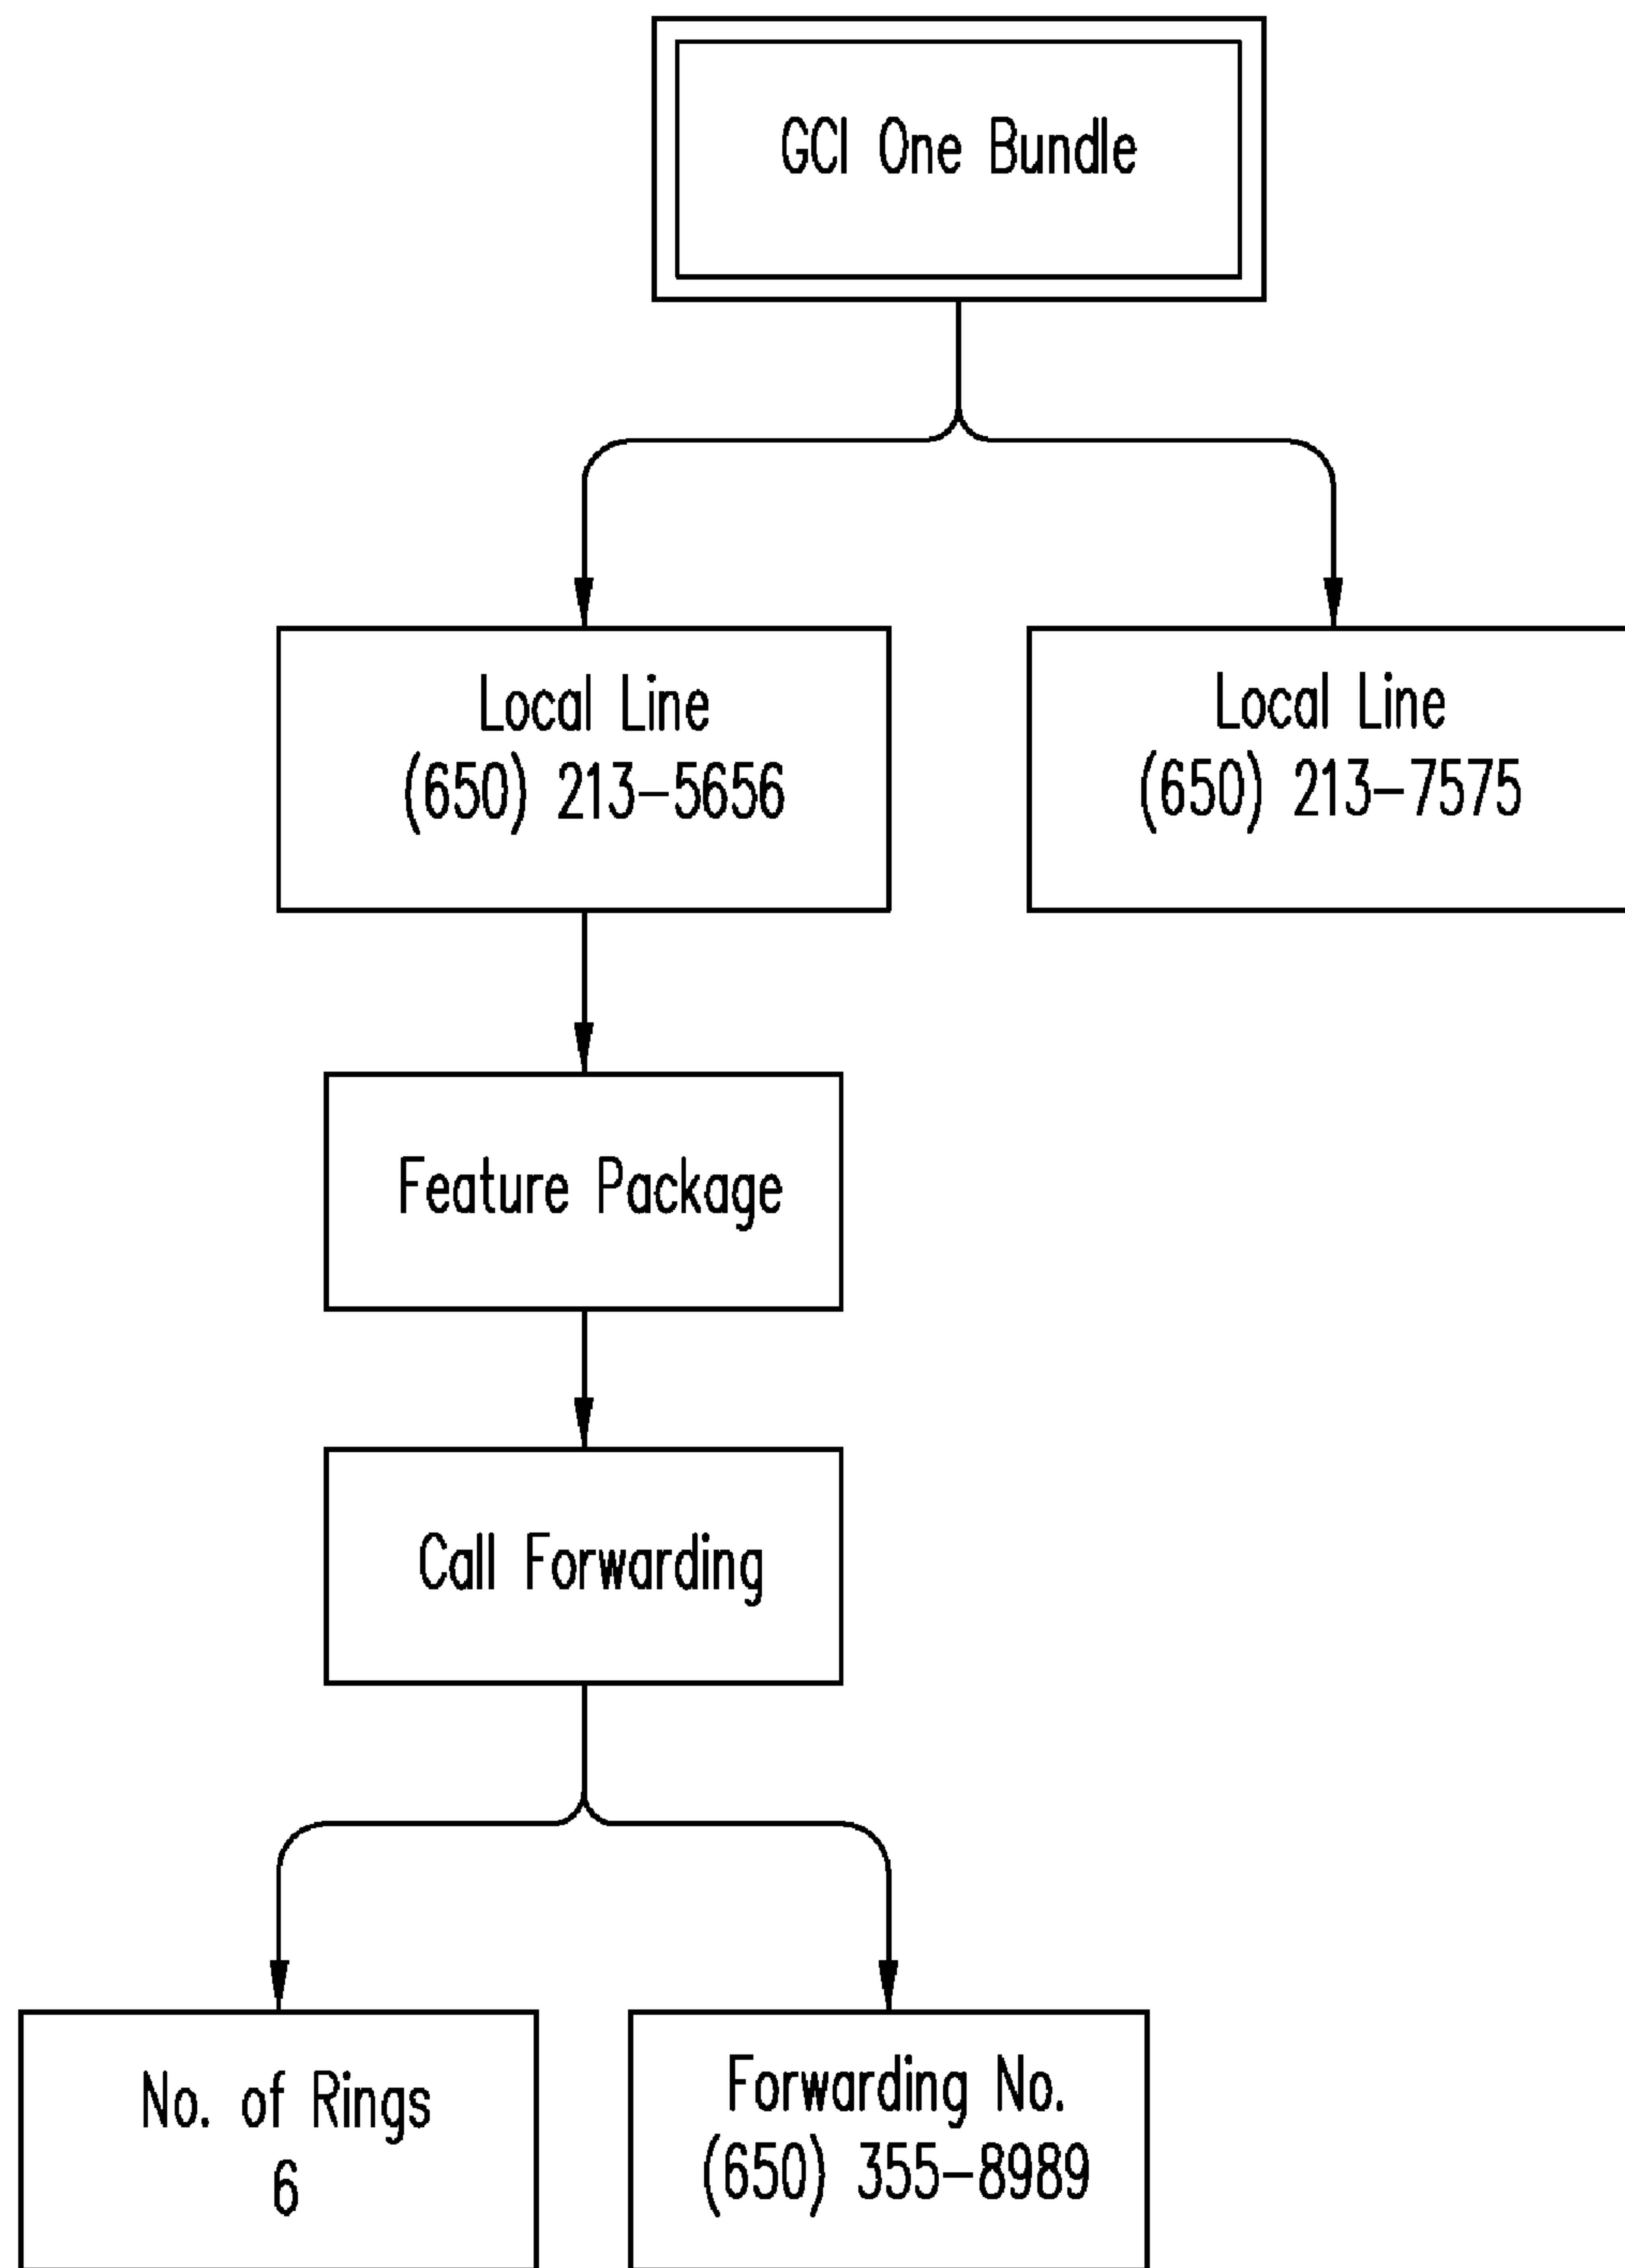 GCI One Bundle
Local Line
(650) 213-5656
Local Line
(650) 213-7575
Feature Package
Call Forwarding
No. of Rings
6
Forwarding No.
(650) 355-8989